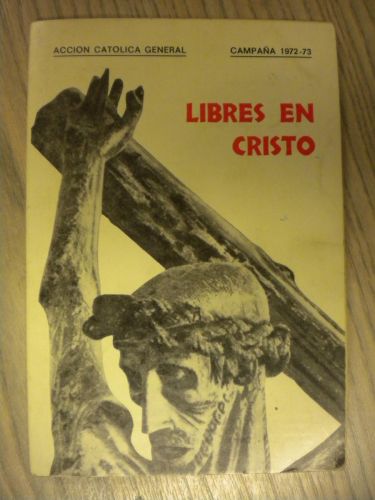 ACCION CATOLICA GENERAL
CAMPAÑA 1972-73
LIBRES EN
CRISTO